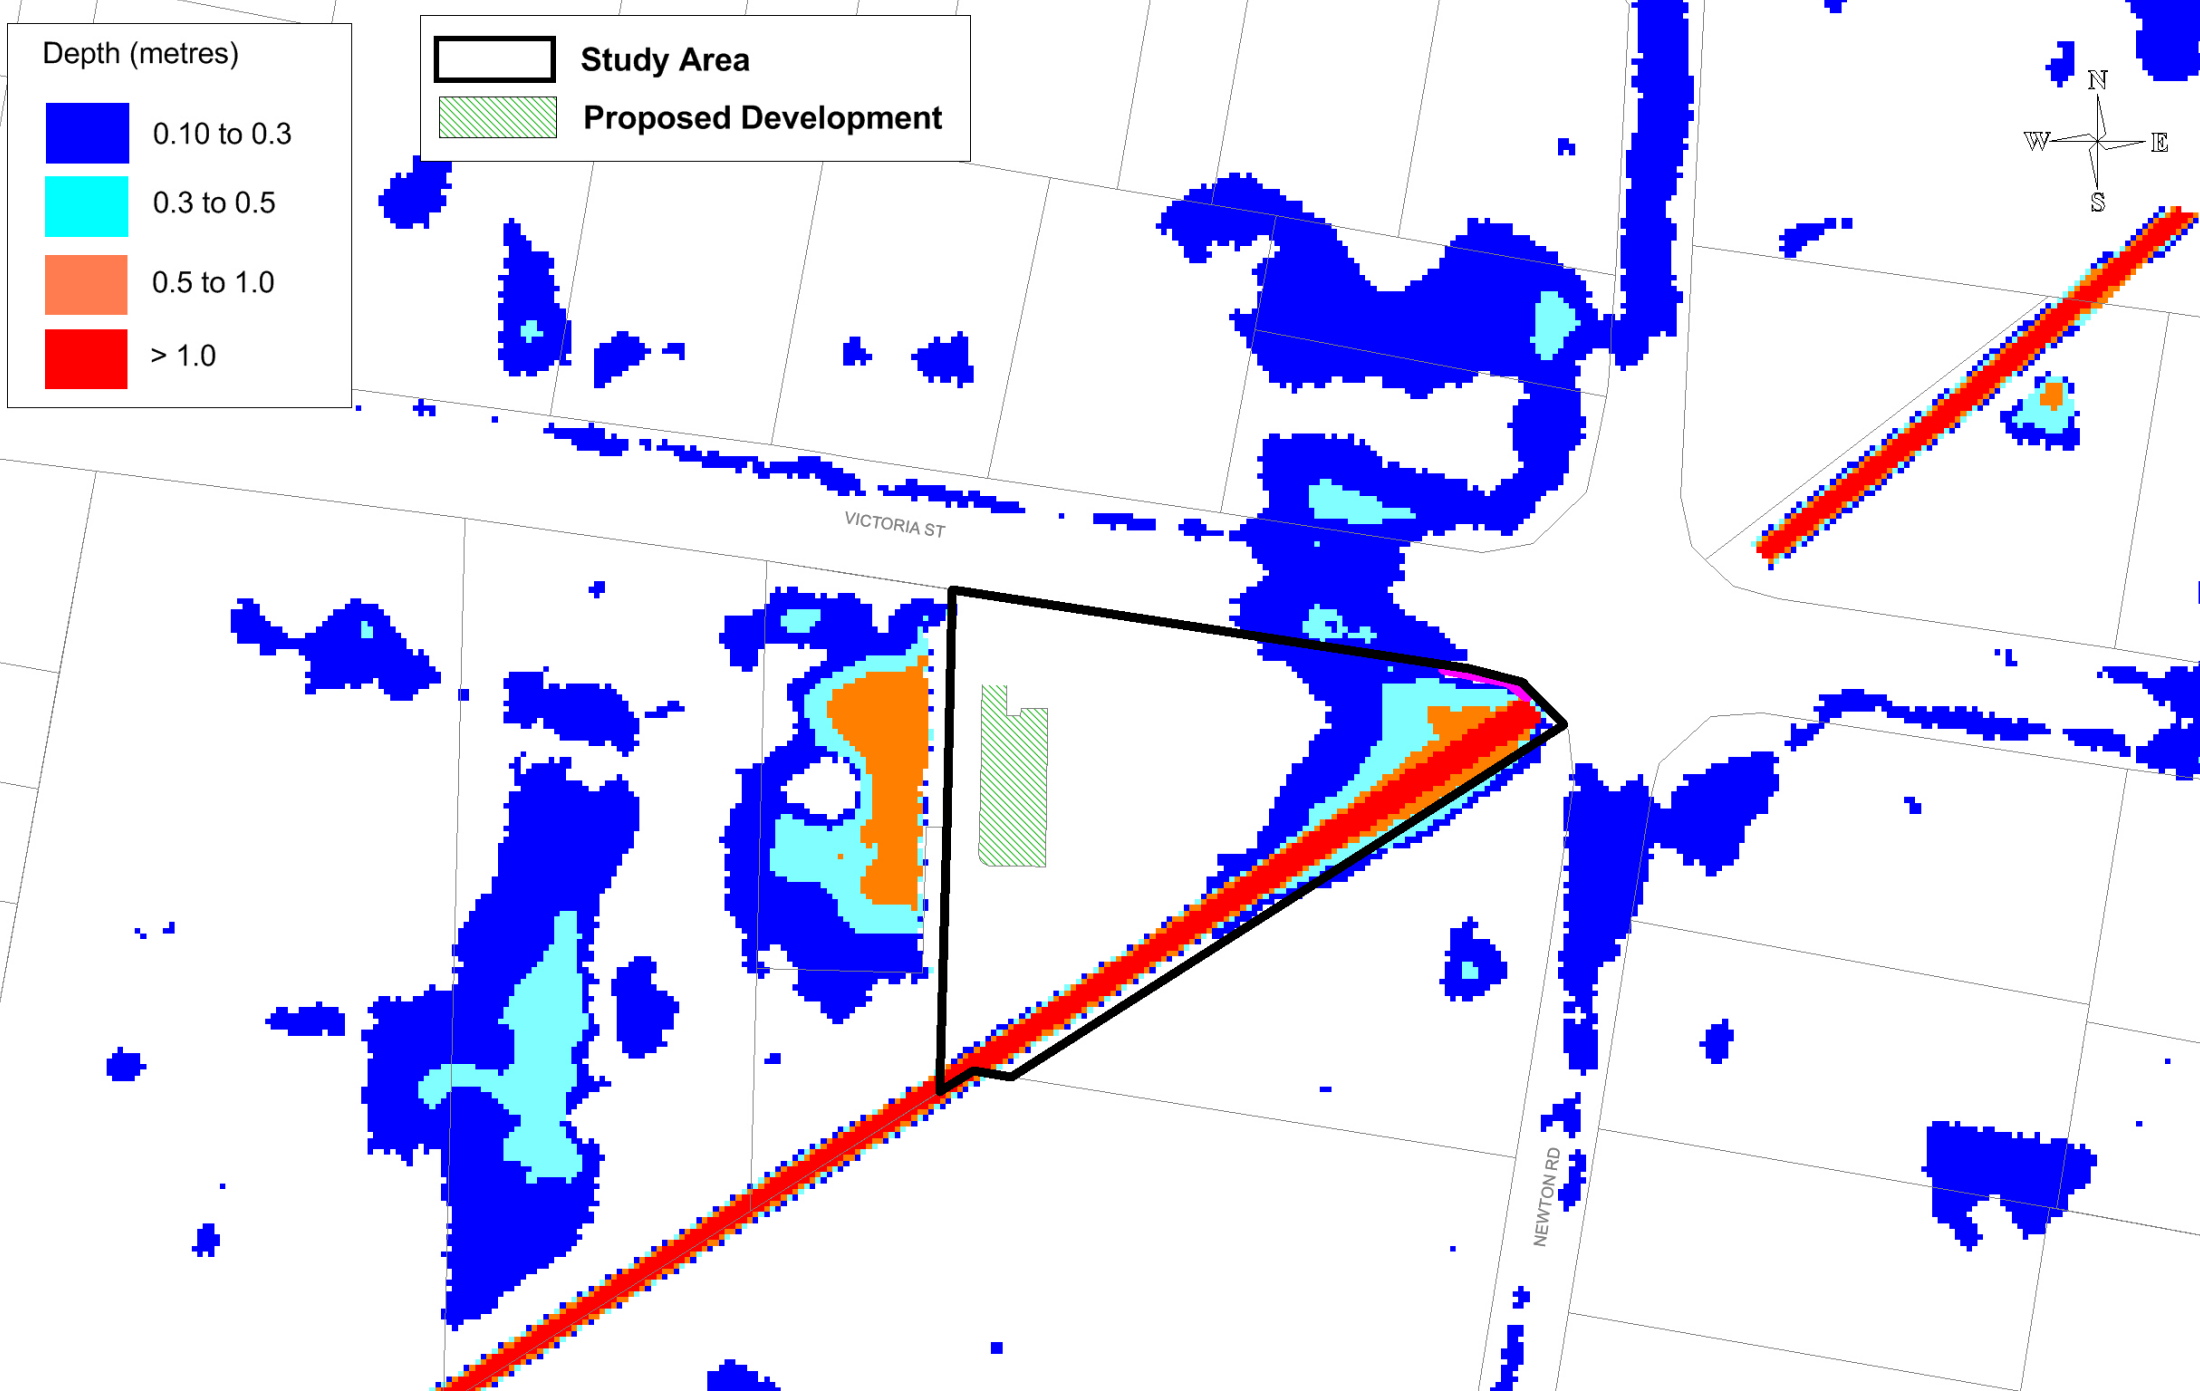 Depth (metres)
0.10 to 0.3
0.3 to 0.5
0.5 to 1.0
> 1.0
Study Area
Proposed Development
N
W E
S
VICTORIA ST
NEWTON RD